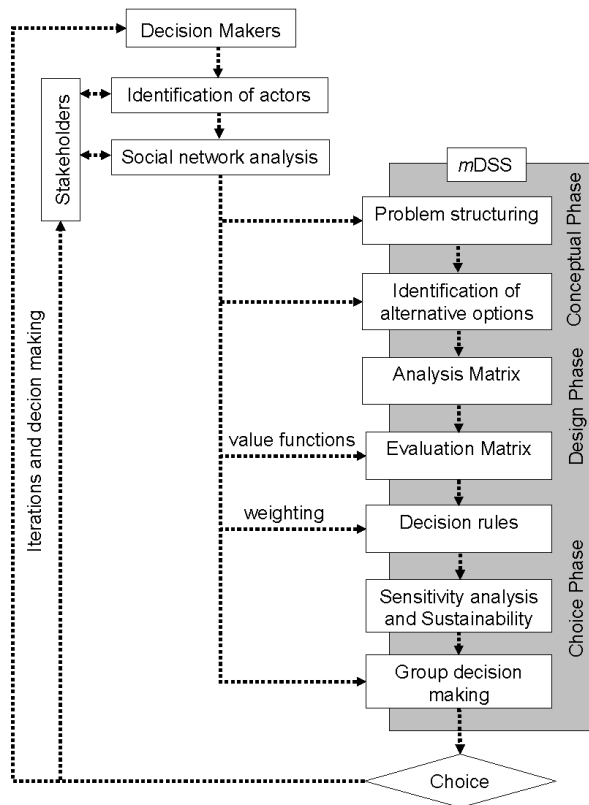 Decision Makers
Identification of actors
Stakeholders
Social network analysis
mDSS
Problem structuring
Conceptual Phase
Identification of
alternative options
Analysis Matrix
Design Phase
value functions
Evaluation Matrix
weighting
Decision rules
Iterations and decion making
Sensitivity analysis
and Sustainability
Choice Phase
Group decision
making
Choice